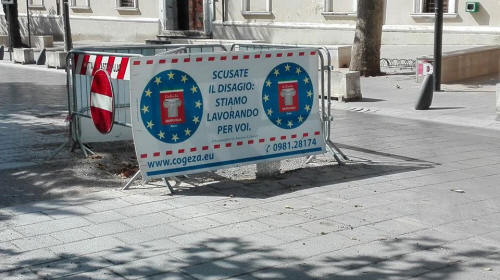 SCUSATE
IL DISAGIO:
STIAMO
LAVORANDO
PER VOI.
www.cogeza.eu
0981.28174